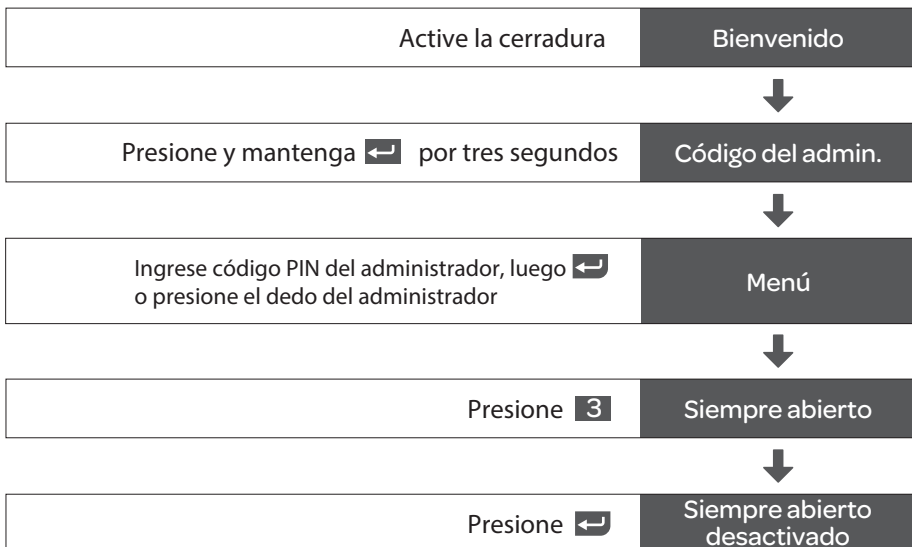 Active la cerradura Bienvenido
Presione y mantenga por tres segundos Código del admin.
Ingrese código PIN del administrador, luego
o presione el dedo del administrador
Menú
Presione 3 Siempre abierto
Presione
Siempre abierto
desactivado